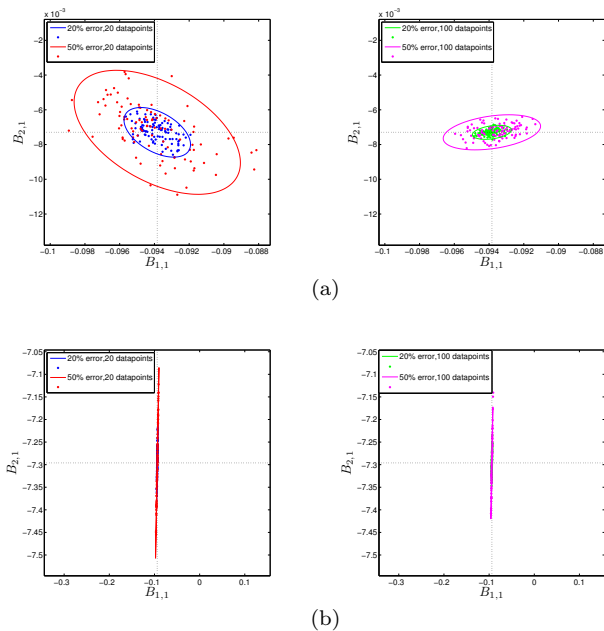 x 10⁻³
20% error,20 datapoints
50% error,20 datapoints
−4
−6
−8
−10
−12
B2,1
−0.1 −0.098 −0.096 −0.094 −0.092 −0.09 −0.088
B1,1
x 10⁻³
20% error,100 datapoints
50% error,100 points
−4
−6
−8
−10
−12
B2,1
−0.1 −0.098 −0.096 −0.094 −0.092 −0.09 −0.088
B1,1
(a)
−7.05
20% error,20 datapoints
50% error,20 datapoints
−7.1
−7.15
−7.2
−7.25
−7.3
−7.35
−7.4
−7.45
−7.5
B2,1
−0.3 −0.2 −0.1 0 0.1
B1,1
−7.05
20% error,100 datapoints
50% error,100 datapoints
−7.1
−7.15
−7.2
−7.25
−7.3
−7.35
−7.4
−7.45
−7.5
B2,1
−0.3 −0.2 −0.1 0 0.1
B1,1
(b)